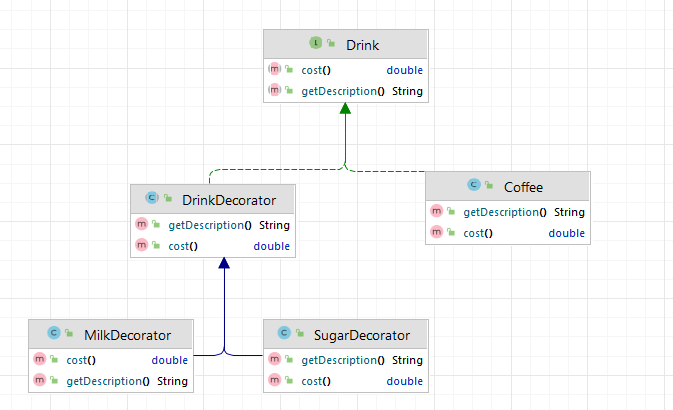 I Drink
m cost() double
m getDescription() String
C DrinkDecorator
m getDescription() String
m cost() double
C Coffee
m getDescription() String
m cost() double
C MilkDecorator
m cost() double
m getDescription() String
C SugarDecorator
m getDescription() String
m cost() double